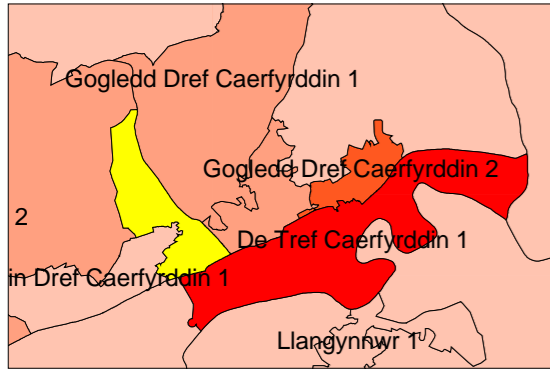 Gogledd Dref Caerfyrddin 1
Gogledd Dref Caerfyrddin 2
2
De Tref Caerfyrddin 1
in Dref Caerfyrddin 1
Llangynnwr 1